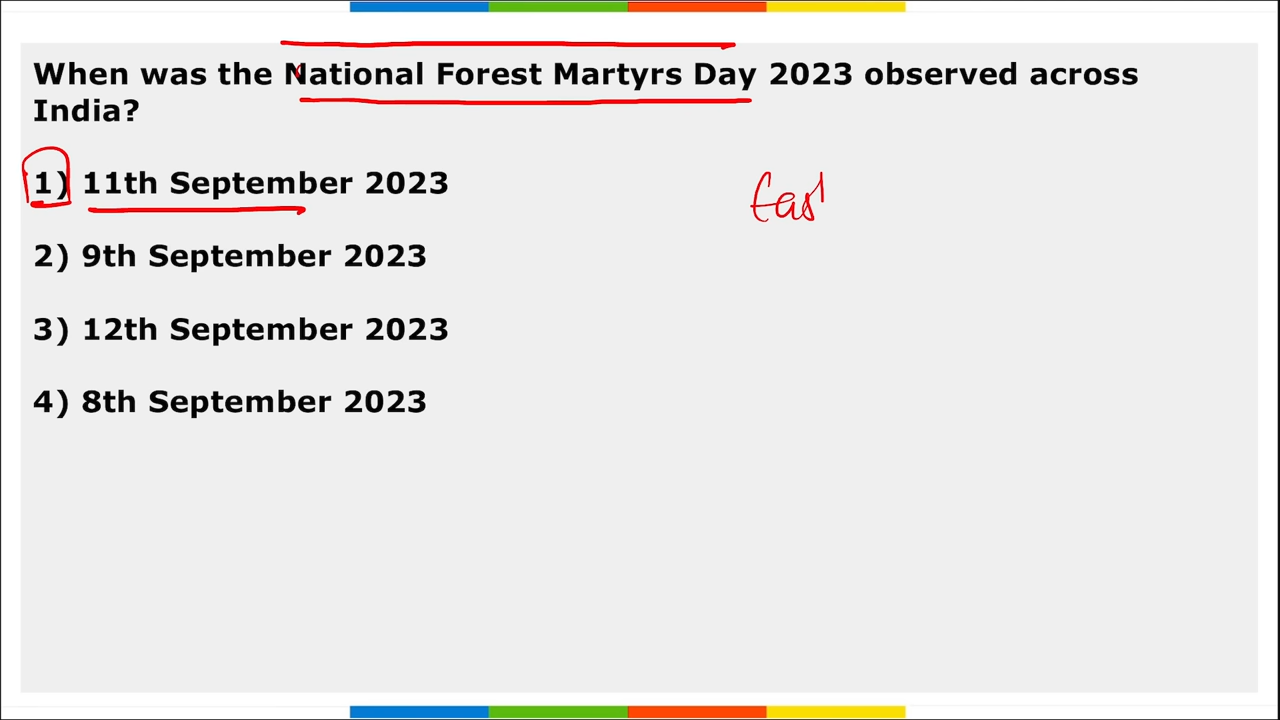 When was the National Forest Martyrs Day 2023 observed across
India?
1) 11th September 2023
2) 9th September 2023
3) 12th September 2023
4) 8th September 2023